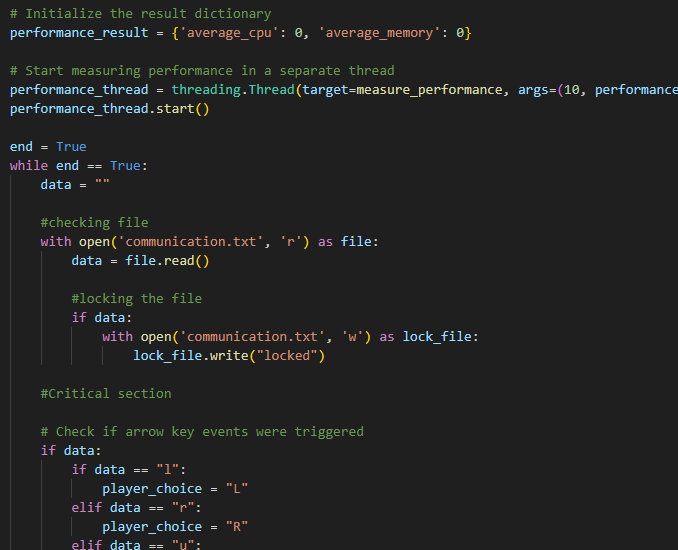 # Initialize the result dictionary
performance_result = {'average_cpu': 0, 'average_memory': 0}
# Start measuring performance in a separate thread
performance_thread = threading.Thread(target=measure_performance, args=(10, performance
performance_thread.start()
end = True
while end == True:
    data = ""
    #checking file
    with open('communication.txt', 'r') as file:
        data = file.read()
        #locking the file
        if data:
            with open('communication.txt', 'w') as lock_file:
                lock_file.write("locked")
    #Critical section
    # Check if arrow key events were triggered
    if data:
        if data == "l":
            player_choice = "L"
        elif data == "r":
            player_choice = "R"
        elif data == "u":